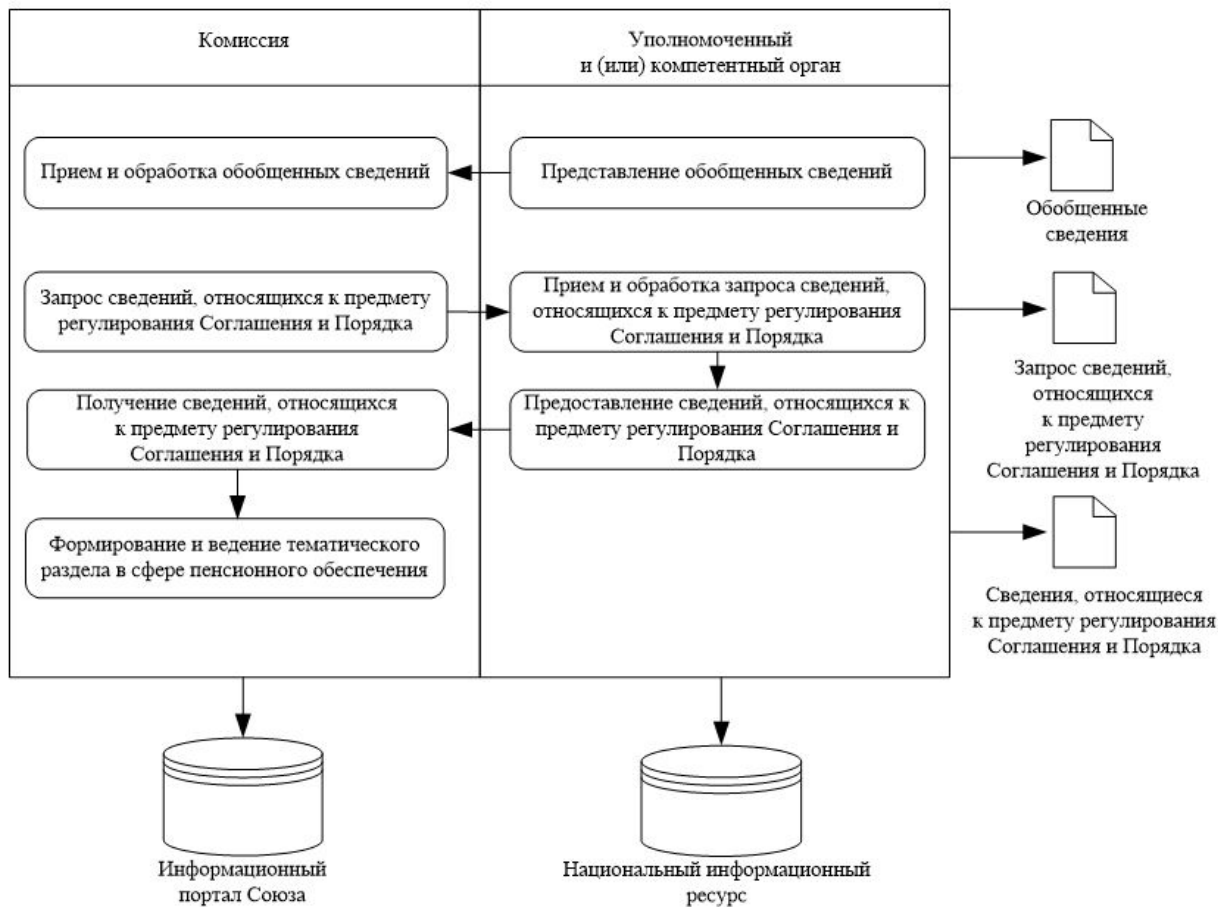 Комиссия
Уполномоченный
и (или) компетентный орган
Прием и обработка обобщенных сведений
Представление обобщенных сведений
Обобщенные
сведения
Запрос сведений, относящихся к предмету
регулирования Соглашения и Порядка
Прием и обработка запроса сведений,
относящихся к предмету регулирования
Соглашения и Порядка
Запрос сведений,
относящихся
к предмету
регулирования
Соглашения и Порядка
Получение сведений, относящихся
к предмету регулирования
Соглашения и Порядка
Предоставление сведений, относящихся к
предмету регулирования Соглашения и
Порядка
Формирование и ведение тематического
раздела в сфере пенсионного обеспечения
Сведения, относящиеся
к предмету регулирования
Соглашения и Порядка
Информационный
портал Союза
Национальный информационный
ресурс